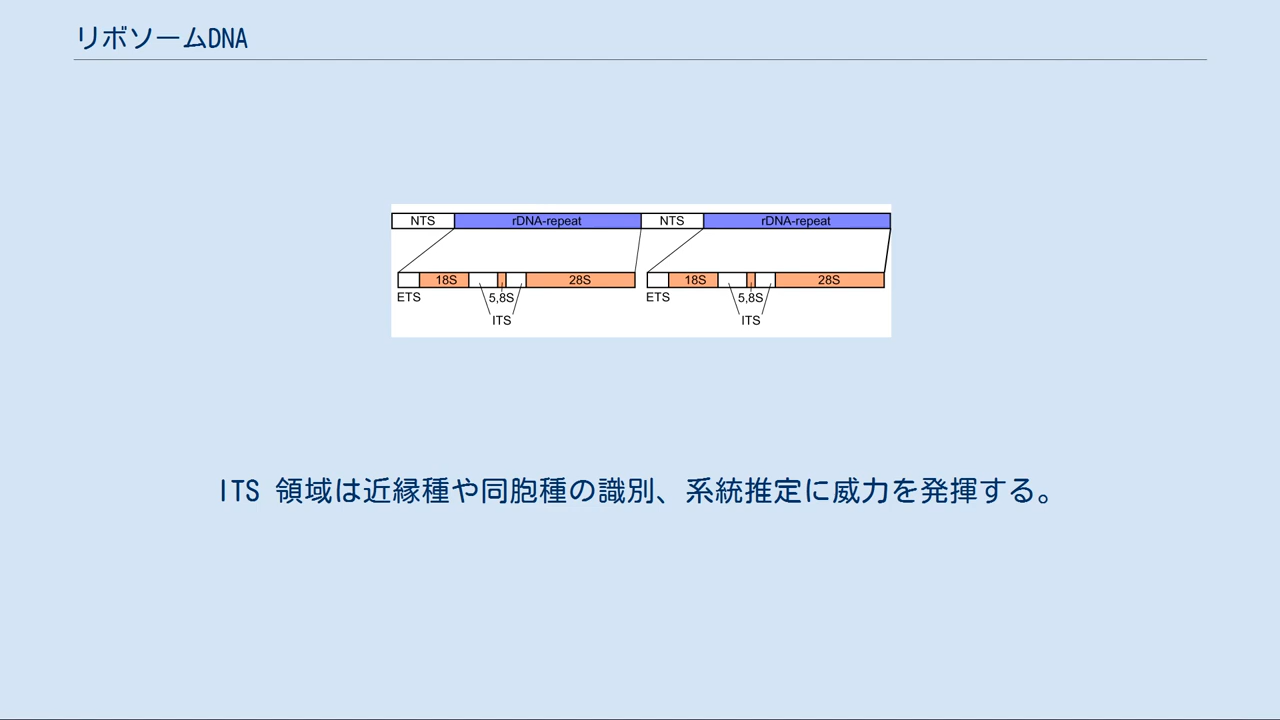 リボソームDNA
NTS rDNA-repeat NTS rDNA-repeat
18S 28S 18S 28S
ETS 5,8S ETS 5,8S
ITS ITS
ITS 領域は近縁種や同胞種の識別、系統推定に威力を発揮する。